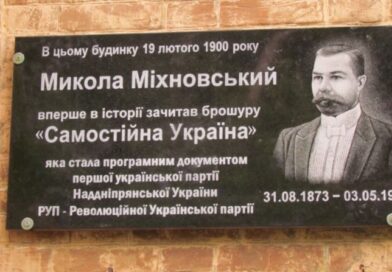 В цьому будинку 19 лютого 1900 року
Микола Міхновський
вперше в історії зачитав брошуру
«Самостійна Україна»
яка стала програмним документом
першої української партії
Наддніпрянської України
РУП - Революційної Української партії
31.08.1873 – 03.05.19